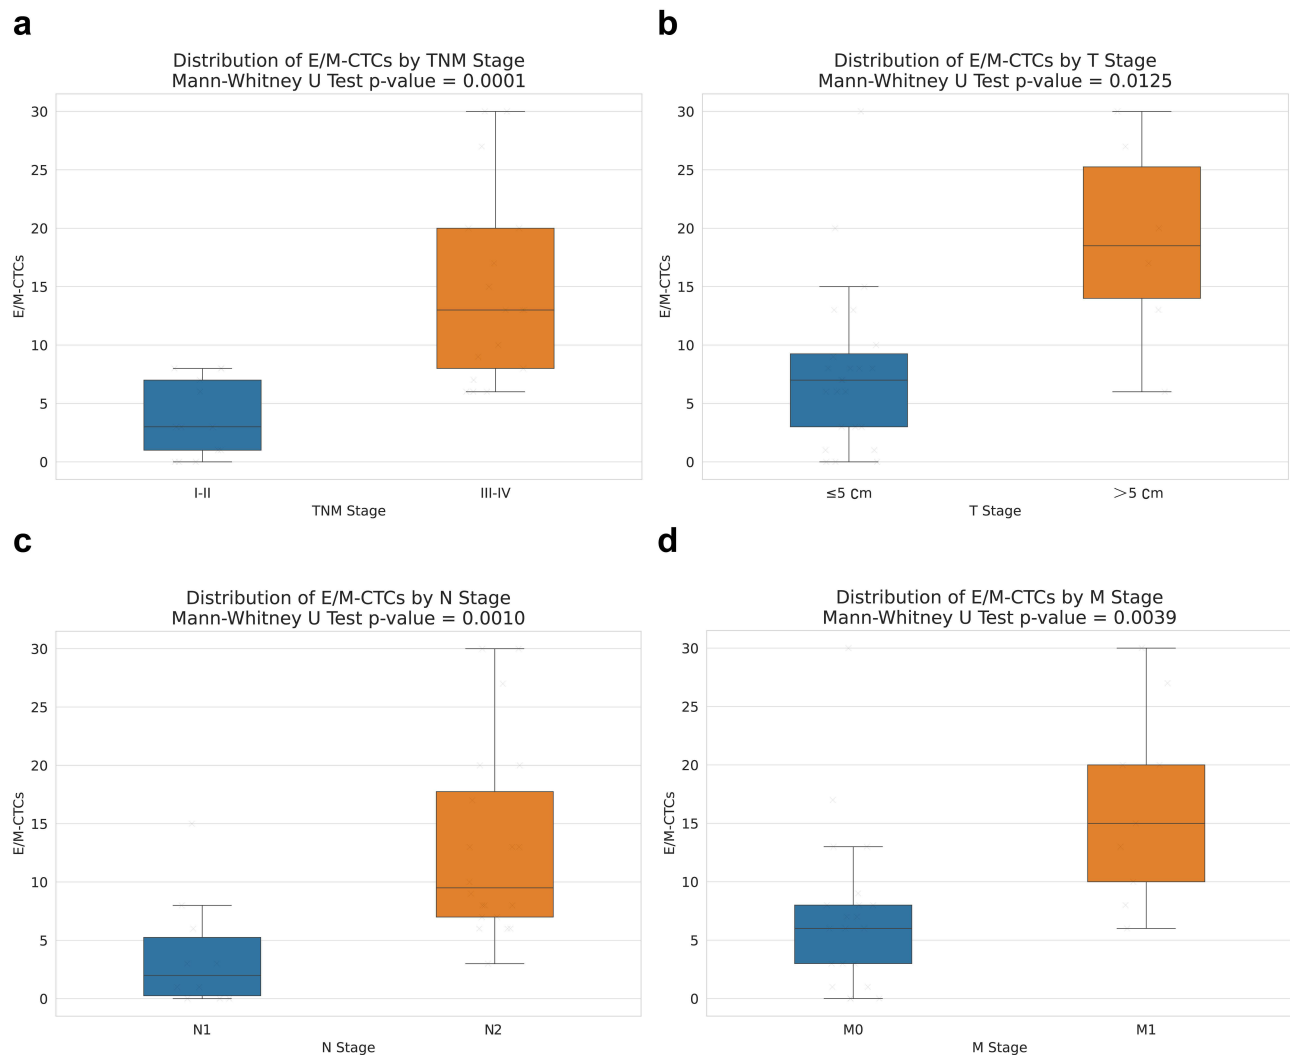 a
Distribution of E/M-CTCs by TNM Stage
Mann-Whitney U Test p-value = 0.0001
30
25
20
15
10
5
0
E/M-CTCs
I-II
III-IV
TNM Stage
b
Distribution of E/M-CTCs by T Stage
Mann-Whitney U Test p-value = 0.0125
30
25
20
15
10
5
0
E/M-CTCs
≤5 cm
>5 cm
T Stage
c
Distribution of E/M-CTCs by N Stage
Mann-Whitney U Test p-value = 0.0010
30
25
20
15
10
5
0
E/M-CTCs
N1
N2
N Stage
d
Distribution of E/M-CTCs by M Stage
Mann-Whitney U Test p-value = 0.0039
30
25
20
15
10
5
0
E/M-CTCs
M0
M1
M Stage